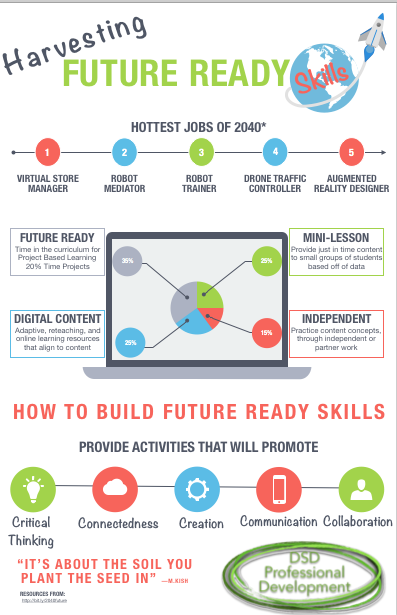 Harvesting
FUTURE READY
Skills
HOTTEST JOBS OF 2040*
1
2
3
4
5
VIRTUAL STORE
MANAGER
ROBOT
MEDIATOR
ROBOT
TRAINER
DRONE TRAFFIC
CONTROLLER
AUGMENTED
REALITY DESIGNER
FUTURE READY
Time in the curriculum for
Project Based Learning
20% Time Projects
35%
25%
MINI-LESSON
Provide just in time content
to small groups of students
based off of data
DIGITAL CONTENT
Adaptive, reteaching, and
online learning resources
that align to content
25%
15%
INDEPENDENT
Practice content concepts,
through independent or
partner work
HOW TO BUILD FUTURE READY SKILLS
PROVIDE ACTIVITIES THAT WILL PROMOTE
Critical
Thinking
Connectedness
Creation
Communication
Collaboration
“IT’S ABOUT THE SOIL YOU
PLANT THE SEED IN” —M.KISH
RESOURCES FROM:
DSD
Professional
Development